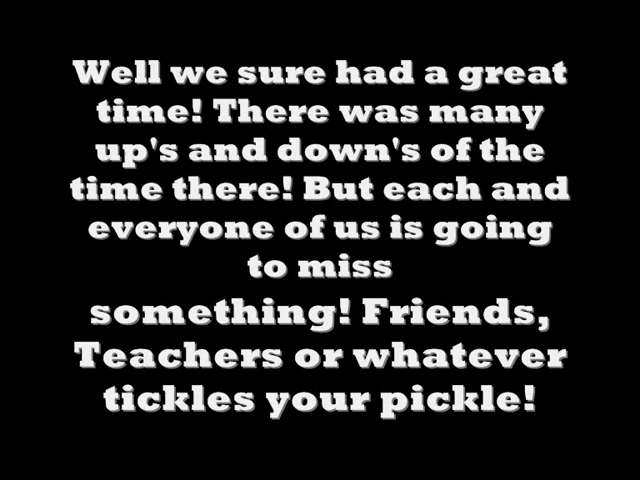 Well we sure had a great
time! There was many
up's and down's of the
time there! But each and
everyone of us is going
to miss
something! Friends,
Teachers or whatever
tickles your pickle!